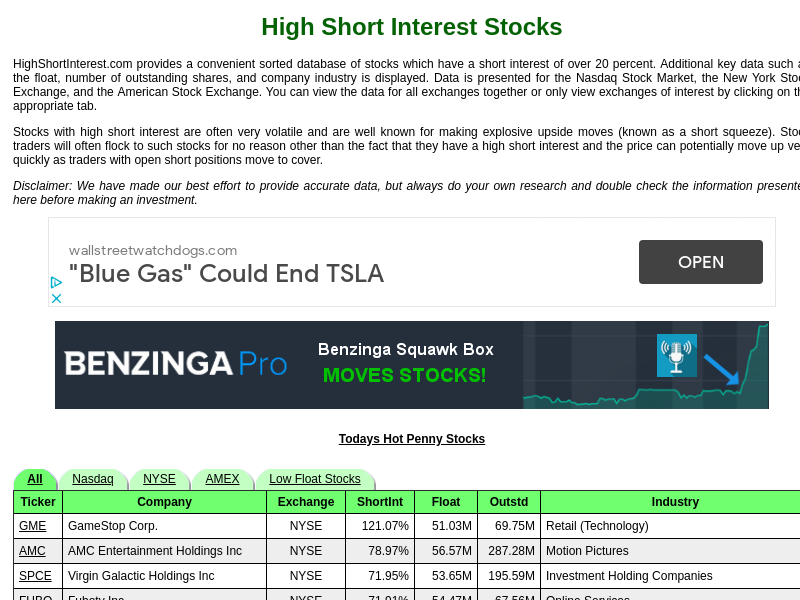 High Short Interest Stocks
HighShortInterest.com provides a convenient sorted database of stocks which have a short interest of over 20 percent. Additional key data such
the float, number of outstanding shares, and company industry is displayed. Data is presented for the Nasdaq Stock Market, the New York
Exchange, and the American Stock Exchange. You can view the data for all exchanges together or only view exchanges of interest by clicking on
appropriate tab.
Stocks with high short interest are often very volatile and are well known for making explosive upside moves (known as a short squeeze).
traders will often flock to such stocks for no reason other than the fact that they have a high short interest and the price can potentially move up
quickly as traders with open short positions move to cover.
Disclaimer: We have made our best effort to provide accurate data, but always do your own research and double check the information
here before making an investment.
wallstreetwatchdogs.com
"Blue Gas" Could End TSLA
OPEN
BENZINGA Pro
Benzinga Squawk Box
MOVES STOCKS!
Todays Hot Penny Stocks
All Nasdaq NYSE AMEX Low Float Stocks
Ticker Company Exchange ShortInt Float Outstd Industry
GME GameStop Corp. NYSE 121.07% 51.03M 69.75M Retail (Technology)
AMC AMC Entertainment Holdings Inc NYSE 78.97% 56.57M 287.28M Motion Pictures
SPCE Virgin Galactic Holdings Inc NYSE 71.95% 53.65M 195.59M Investment Holding Companies